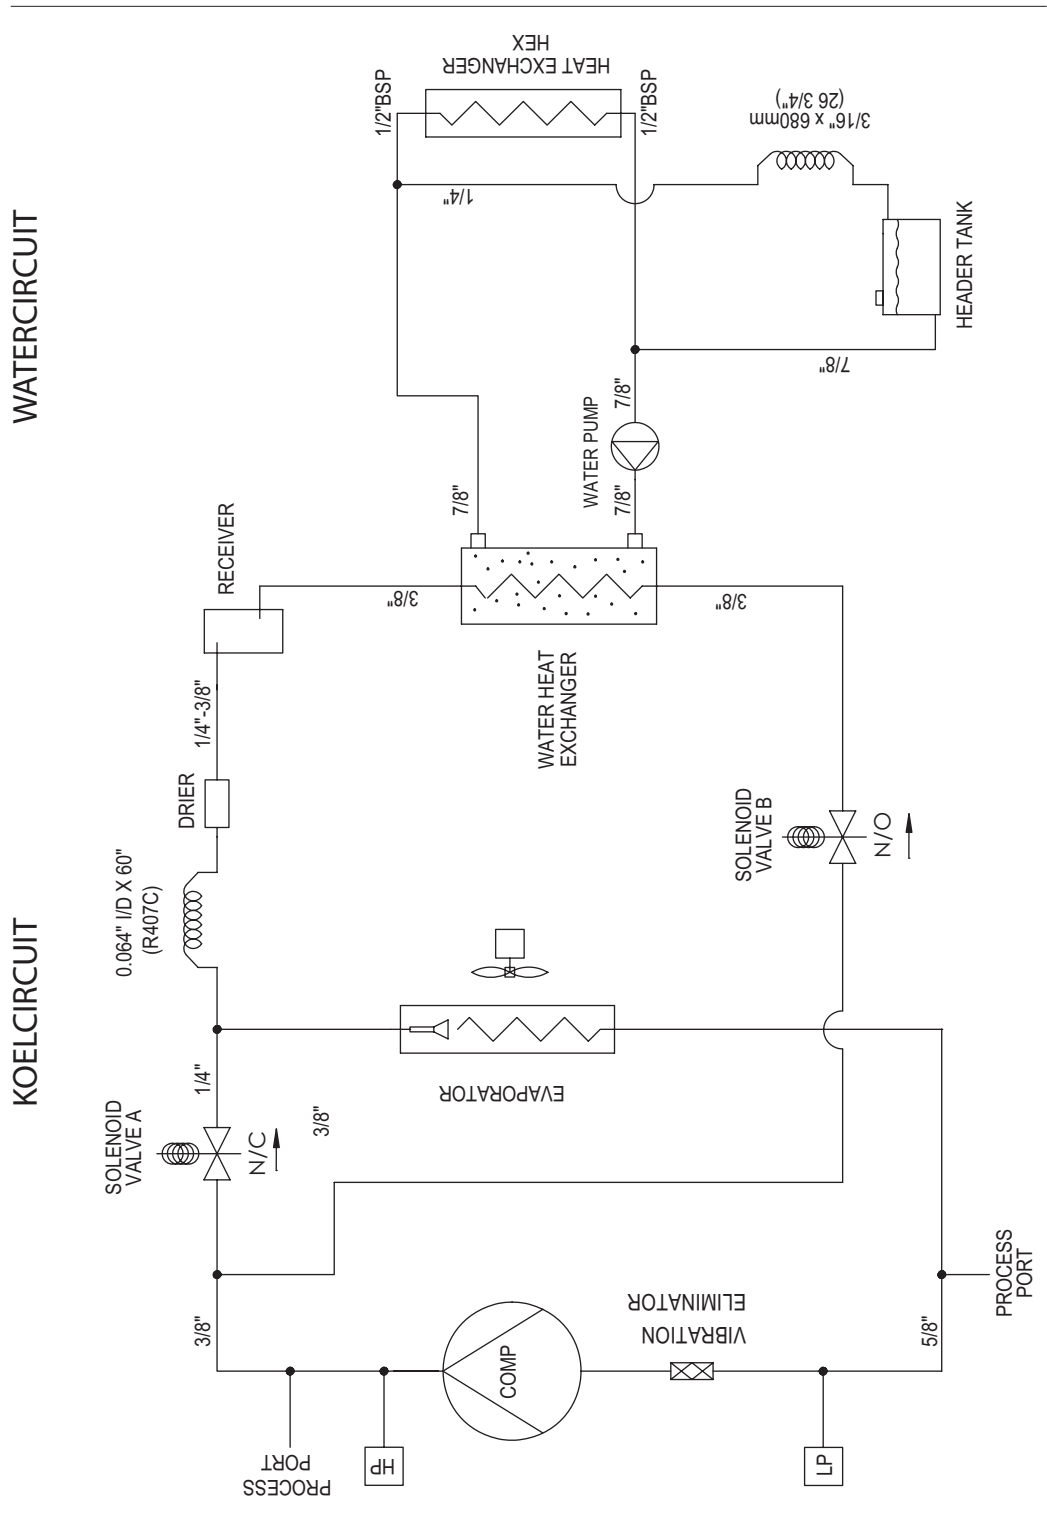 WATERCIRCUIT
KOELCIRCUIT
HEAT EXCHANGER
HEX
1/2"BSP
1/2"BSP
1/4"
3/16" x 680mm
(26 3/4")
HEADER TANK
7/8"
7/8"
WATER PUMP
7/8"
7/8"
RECEIVER
3/8"
3/8"
WATER HEAT
EXCHANGER
1/4"-3/8"
DRIER
0.064" I/D X 60"
(R407C)
SOLENOID
VALVE B
N/O
EVAPORATOR
1/4"
SOLENOID
VALVE A
N/C
3/8"
3/8"
COMP
VIBRATION
ELIMINATOR
5/8"
PROCESS
PORT
PROCESS
PORT
HP
LP